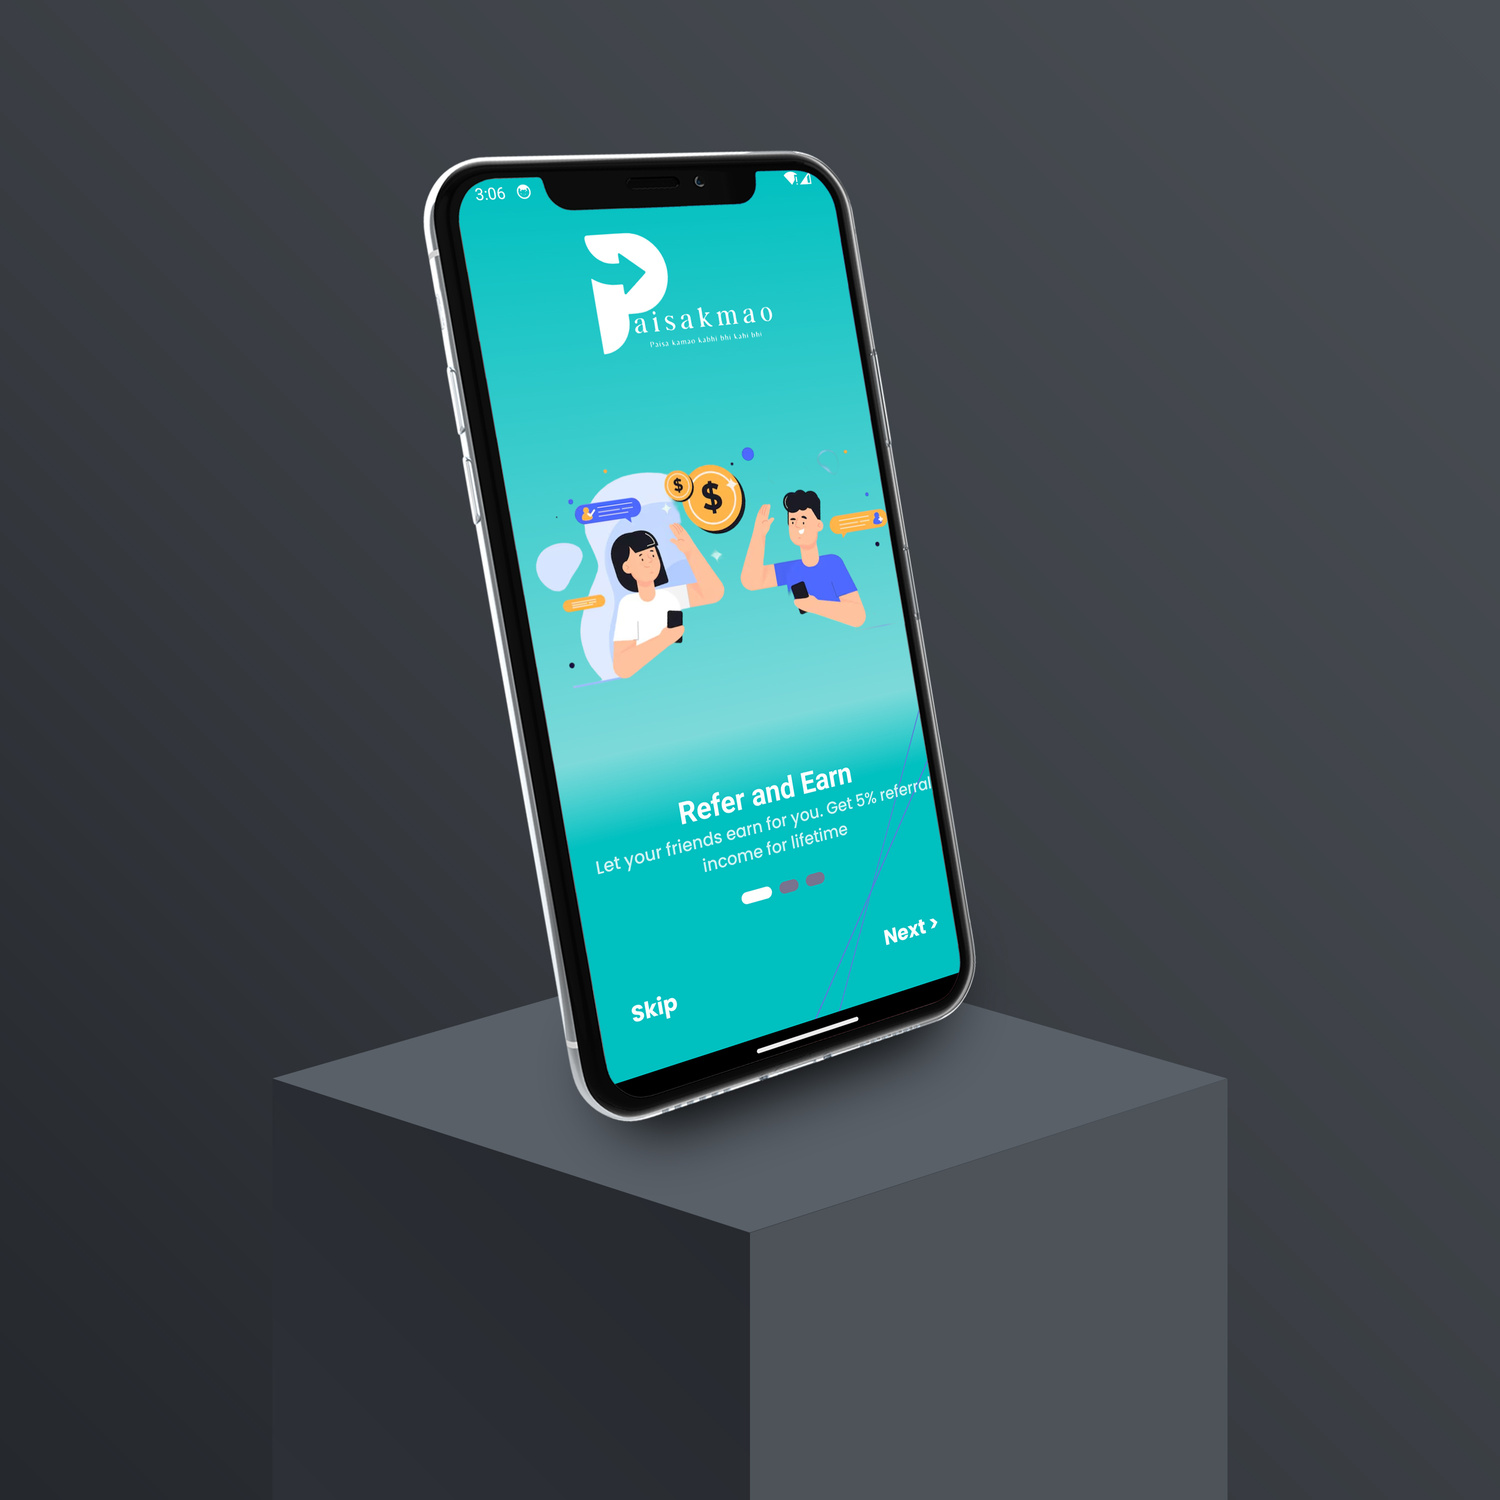 3:06
Paisakmao
Paisa kamao kabhi bhi kahi bhi
$ $
Refer and Earn
Let your friends earn for you. Get 5% referral
income for lifetime
Next ›
Skip